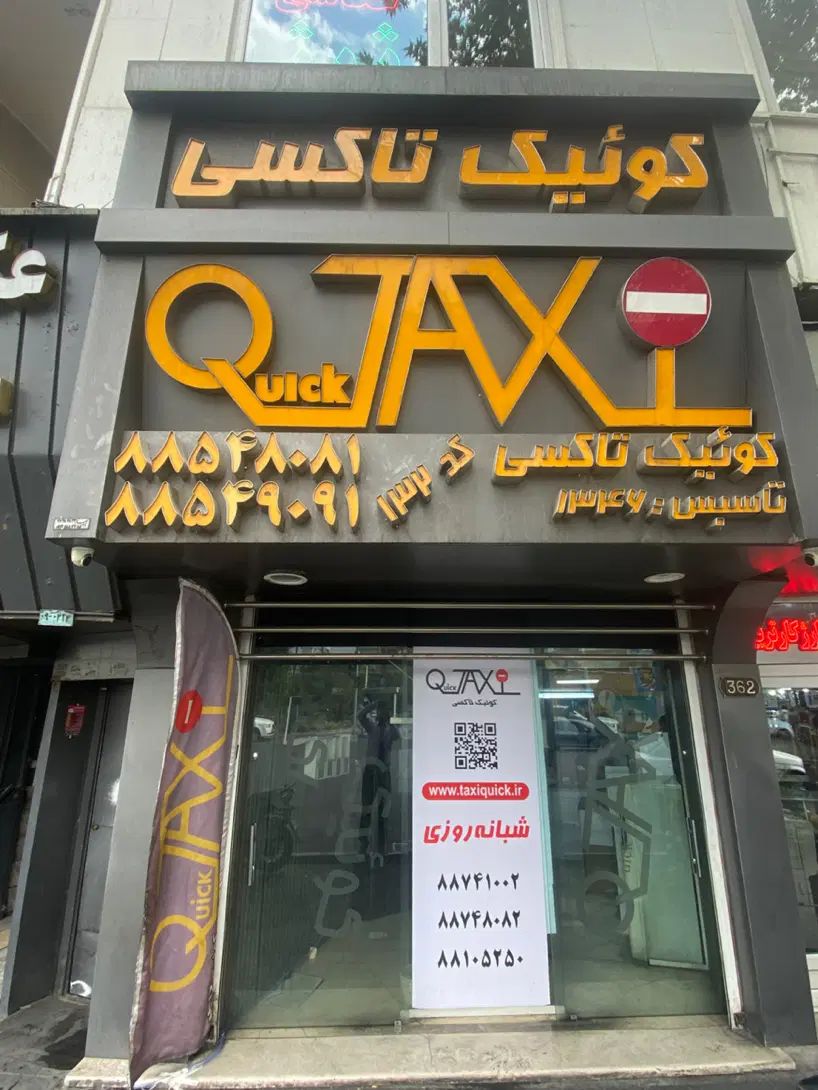 کوئیک تاکسی
Quick TAXI
۸۸۵۴۸۰۸۱
۸۸۵۴۹۰۹۱
کد ۱۳۲
کوئیک تاکسی
تاسیس : ۱۳۴۶
362
Quick TAXI
کوئیک تاکسی
www.taxiquick.ir
شبانه‌روزی
۸۸۷۴۱۰۰۲
۸۸۷۴۸۰۸۲
۸۸۱۰۵۲۵۰
Quick TAXI